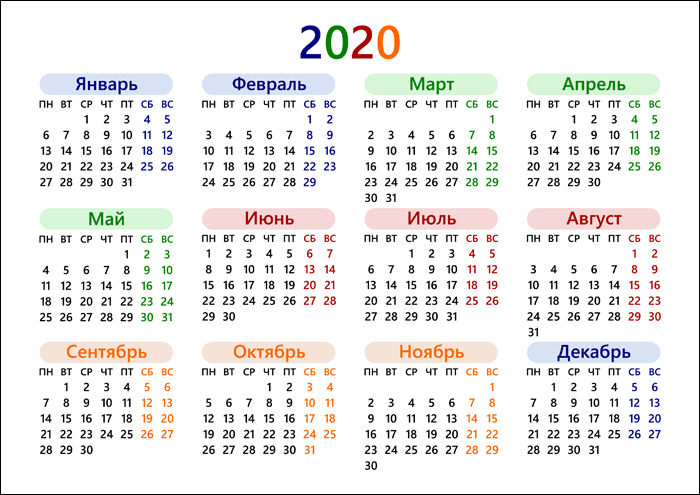 2020
Январь
ПН ВТ СР ЧТ ПТ СБ ВС
1 2 3 4 5
6 7 8 9 10 11 12
13 14 15 16 17 18 19
20 21 22 23 24 25 26
27 28 29 30 31
Февраль
ПН ВТ СР ЧТ ПТ СБ ВС
1 2
3 4 5 6 7 8 9
10 11 12 13 14 15 16
17 18 19 20 21 22 23
24 25 26 27 28 29
Март
ПН ВТ СР ЧТ ПТ СБ ВС
1
2 3 4 5 6 7 8
9 10 11 12 13 14 15
16 17 18 19 20 21 22
23 24 25 26 27 28 29
30 31
Апрель
ПН ВТ СР ЧТ ПТ СБ ВС
1 2 3 4 5
6 7 8 9 10 11 12
13 14 15 16 17 18 19
20 21 22 23 24 25 26
27 28 29 30
Май
ПН ВТ СР ЧТ ПТ СБ ВС
1 2 3
4 5 6 7 8 9 10
11 12 13 14 15 16 17
18 19 20 21 22 23 24
25 26 27 28 29 30 31
Июнь
ПН ВТ СР ЧТ ПТ СБ ВС
1 2 3 4 5 6 7
8 9 10 11 12 13 14
15 16 17 18 19 20 21
22 23 24 25 26 27 28
29 30
Июль
ПН ВТ СР ЧТ ПТ СБ ВС
1 2 3 4 5
6 7 8 9 10 11 12
13 14 15 16 17 18 19
20 21 22 23 24 25 26
27 28 29 30 31
Август
ПН ВТ СР ЧТ ПТ СБ ВС
1 2
3 4 5 6 7 8 9
10 11 12 13 14 15 16
17 18 19 20 21 22 23
24 25 26 27 28 29 30
31
Сентябрь
ПН ВТ СР ЧТ ПТ СБ ВС
1 2 3 4 5 6
7 8 9 10 11 12 13
14 15 16 17 18 19 20
21 22 23 24 25 26 27
28 29 30
Октябрь
ПН ВТ СР ЧТ ПТ СБ ВС
1 2 3 4
5 6 7 8 9 10 11
12 13 14 15 16 17 18
19 20 21 22 23 24 25
26 27 28 29 30 31
Ноябрь
ПН ВТ СР ЧТ ПТ СБ ВС
1
2 3 4 5 6 7 8
9 10 11 12 13 14 15
16 17 18 19 20 21 22
23 24 25 26 27 28 29
30
Декабрь
ПН ВТ СР ЧТ ПТ СБ ВС
1 2 3 4 5 6
7 8 9 10 11 12 13
14 15 16 17 18 19 20
21 22 23 24 25 26 27
28 29 30 31